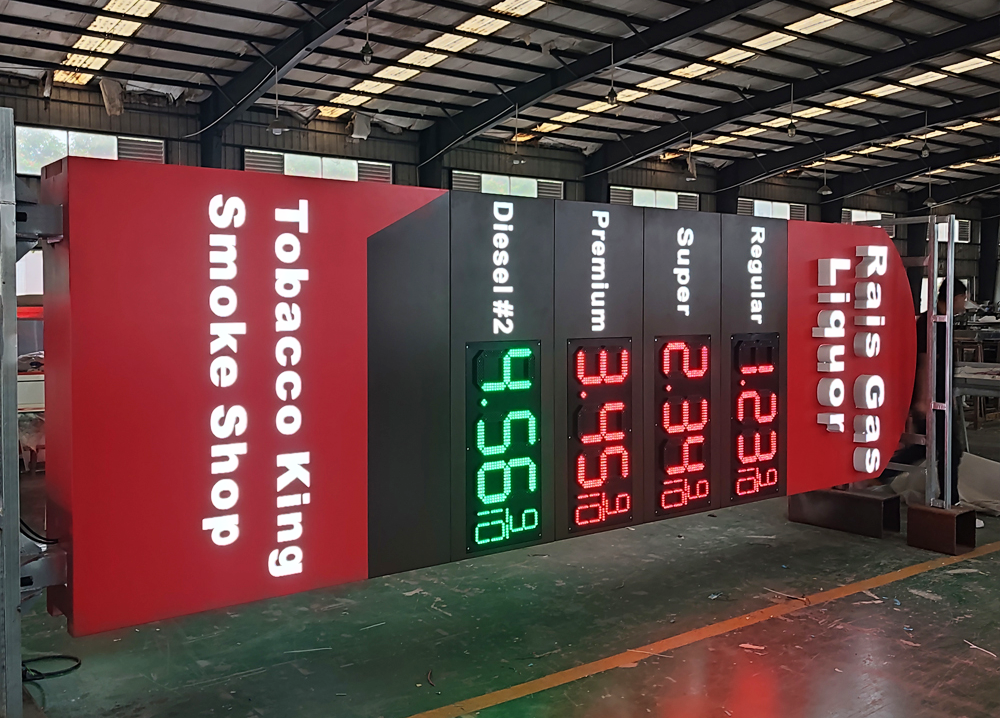 Rais Gas
Liquor
Regular 1.23 9/10
Super 2.34 9/10
Premium 3.45 9/10
Diesel #2 4.56 9/10
Tobacco King
Smoke Shop